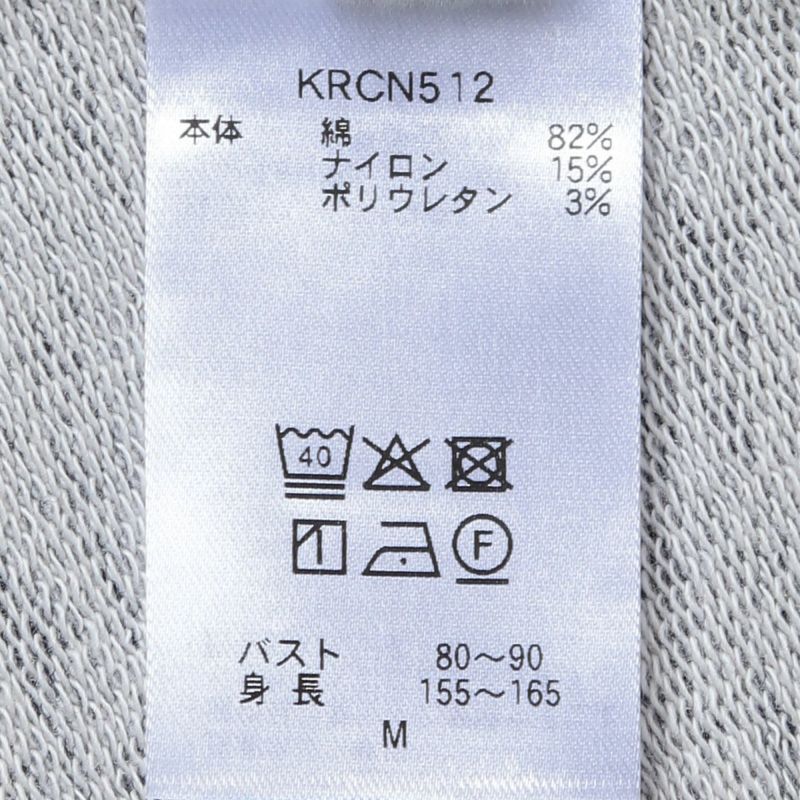 KRCN512
本体 綿 82%
ナイロン 15%
ポリウレタン 3%
40
F
バスト 80〜90
身長 155〜165
M